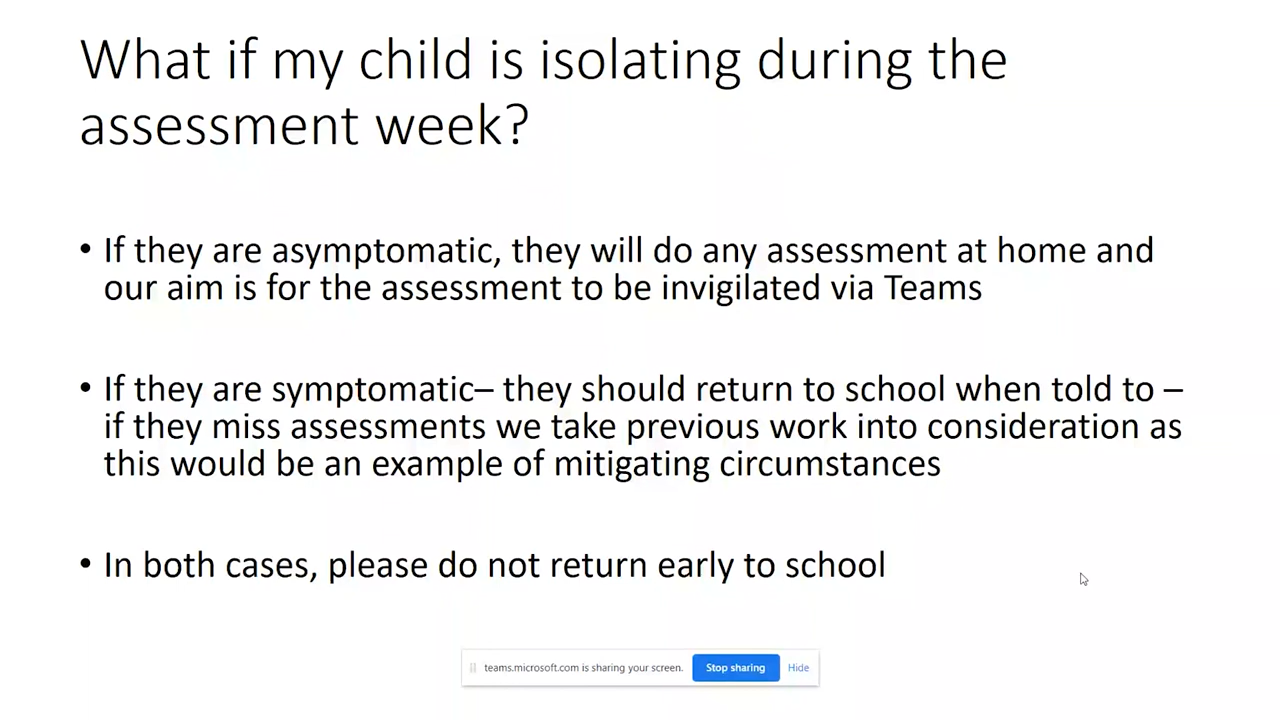 What if my child is isolating during the
assessment week?
• If they are asymptomatic, they will do any assessment at home and
our aim is for the assessment to be invigilated via Teams
• If they are symptomatic– they should return to school when told to –
if they miss assessments we take previous work into consideration as
this would be an example of mitigating circumstances
• In both cases, please do not return early to school
teams.microsoft.com is sharing your screen. Stop sharing Hide